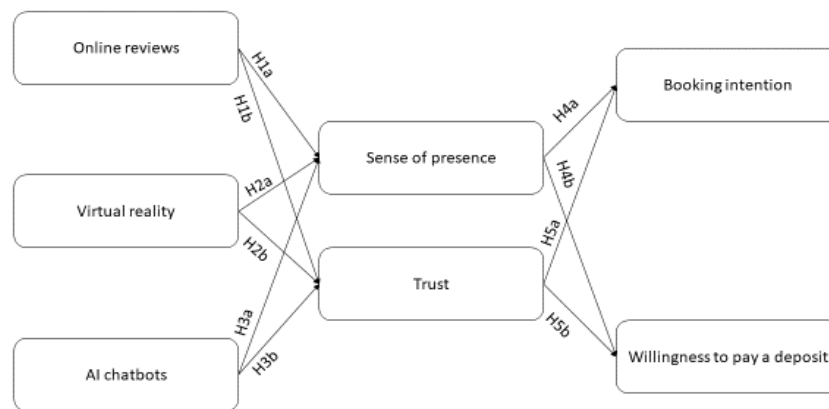 Online reviews
H1a
H1b
Booking intention
H4a
Sense of presence
H4b
H2a
Virtual reality
H2b
H5a
Trust
H3a
H5b
H3b
AI chatbots
Willingness to pay a deposit